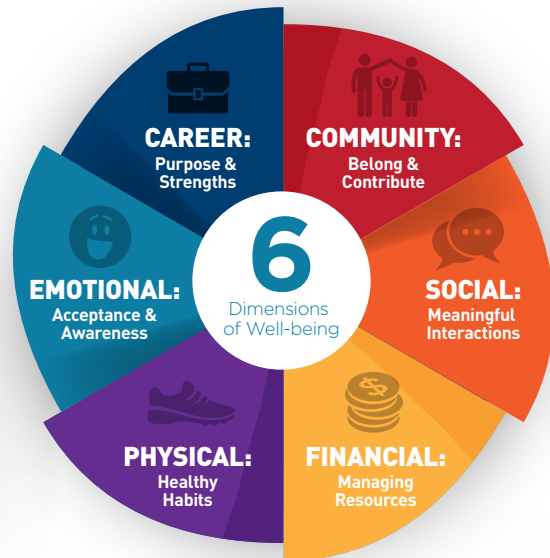 CAREER:
Purpose &
Strengths
COMMUNITY:
Belong &
Contribute
EMOTIONAL:
Acceptance &
Awareness
6
Dimensions
of Well-being
SOCIAL:
Meaningful
Interactions
PHYSICAL:
Healthy
Habits
$
FINANCIAL:
Managing
Resources